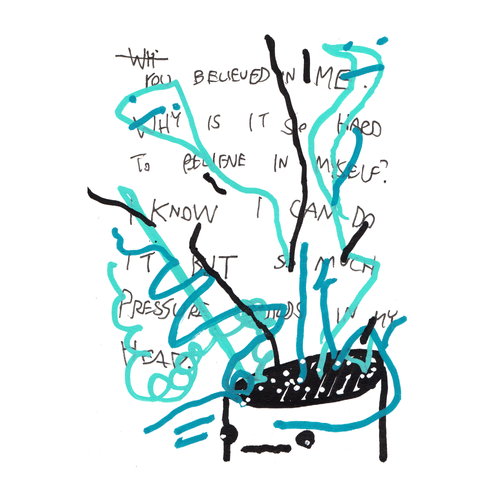 YOU BELIEVED IN ME.
WHY IS IT SO HARD
TO BELIEVE IN MYSELF?
I KNOW I CAN DO
IT BUT SO MUCH
PRESSURE IN MY
HEAD.